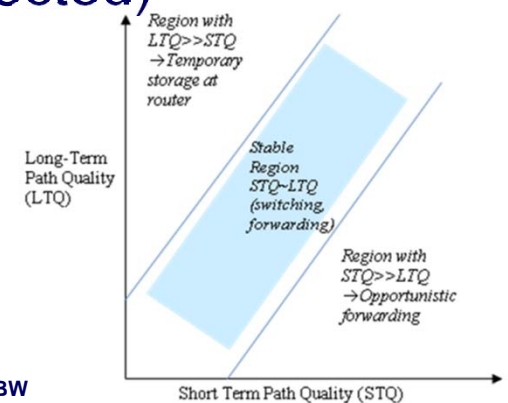 Region with
LTQ>>STQ
→Temporary
storage at
router
Long-Term
Path Quality
(LTQ)
Stable
Region
STQ~LTQ
(switching,
forwarding)
Region with
STQ>>LTQ
→Opportunistic
forwarding
BW
Short Term Path Quality (STQ)